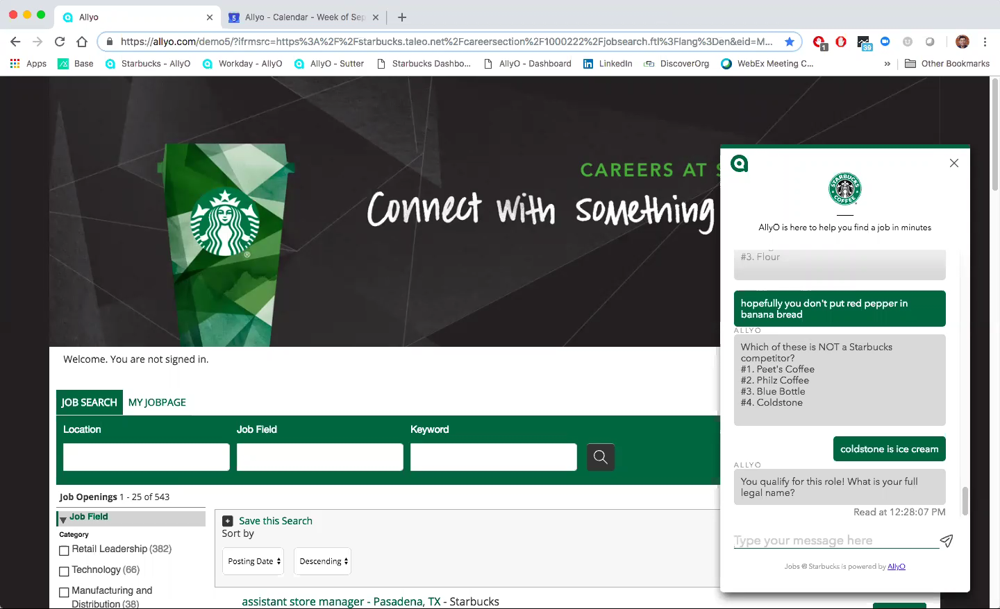 Allyo
5 Allyo - Calendar - Week of Sep
https://allyo.com/demo5/?ifrmsrc=https%3A%2F%2Fstarbucks.taleo.net%2Fcareersection%2F1000222%2Fjobsearch.ftl%3Flang%3Den&eid=M...
1
39
Apps
Base
Starbucks - AllyO
Workday - AllyO
AllyO - Sutter
Starbucks Dashbo...
AllyO - Dashboard
LinkedIn
DiscoverOrg
WebEx Meeting C...
»
Other Bookmarks
CAREERS AT S
Connect with something
Welcome. You are not signed in.
JOB SEARCH MY JOBPAGE
Location Job Field Keyword
Job Openings 1 - 25 of 543
Job Field
Category
Retail Leadership (382)
Technology (66)
Manufacturing and
Distribution (38)
Save this Search
Sort by
Posting Date Descending
assistant store manager - Pasadena, TX - Starbucks
STARBUCKS
COFFEE
AllyO is here to help you find a job in minutes
#3. Flour
hopefully you don't put red pepper in
banana bread
ALLYO
Which of these is NOT a Starbucks
competitor?
#1. Peet's Coffee
#2. Philz Coffee
#3. Blue Bottle
#4. Coldstone
coldstone is ice cream
ALLYO
You qualify for this role! What is your full
legal name?
Read at 12:28:07 PM
Type your message here
Jobs @ Starbucks is powered by AllyO